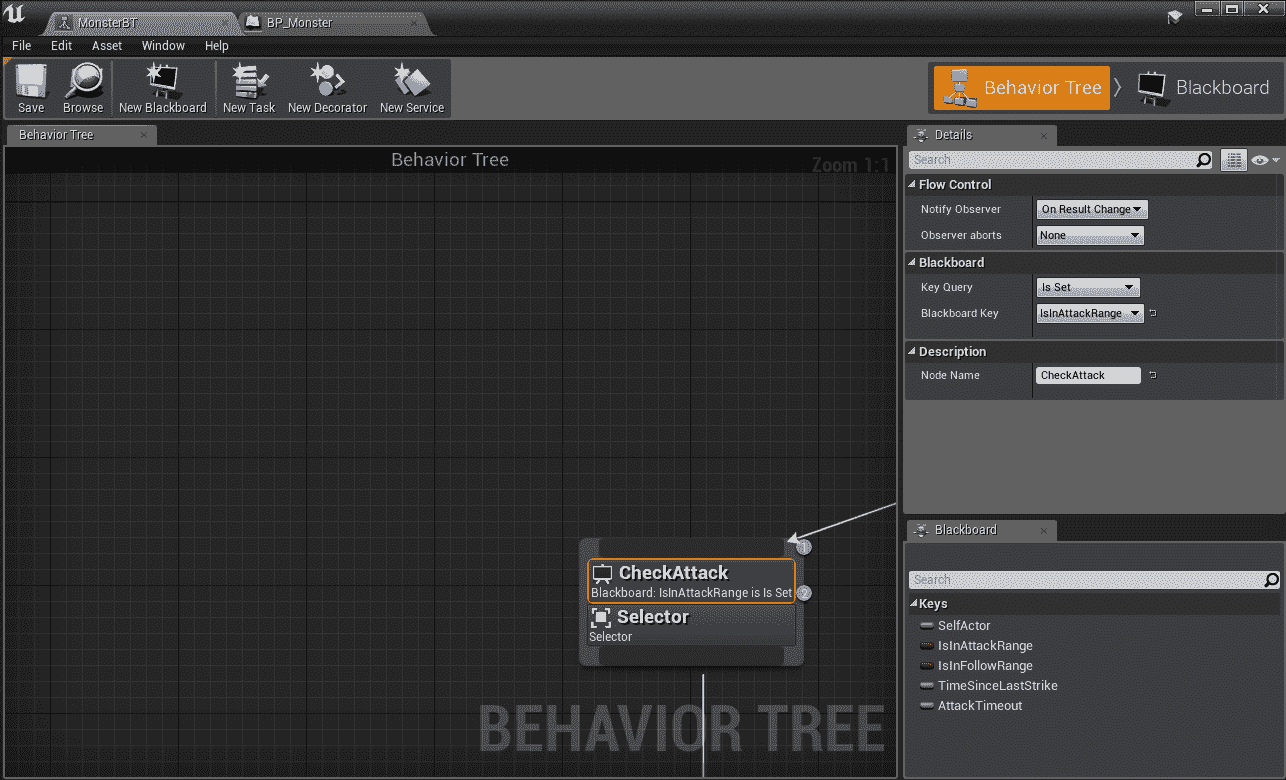 MonsterBT
BP_Monster
File Edit Asset Window Help
Save Browse New Blackboard New Task New Decorator New Service
Behavior Tree Blackboard
Behavior Tree
Behavior Tree
Zoom 1:1
1
CheckAttack
Blackboard: IsInAttackRange is Is Set
2
Selector
Selector
BEHAVIOR TREE
Details
Search
Flow Control
Notify Observer On Result Change
Observer aborts None
Blackboard
Key Query Is Set
Blackboard Key IsInAttackRange
Description
Node Name CheckAttack
Blackboard
Search
Keys
SelfActor
IsInAttackRange
IsInFollowRange
TimeSinceLastStrike
AttackTimeout